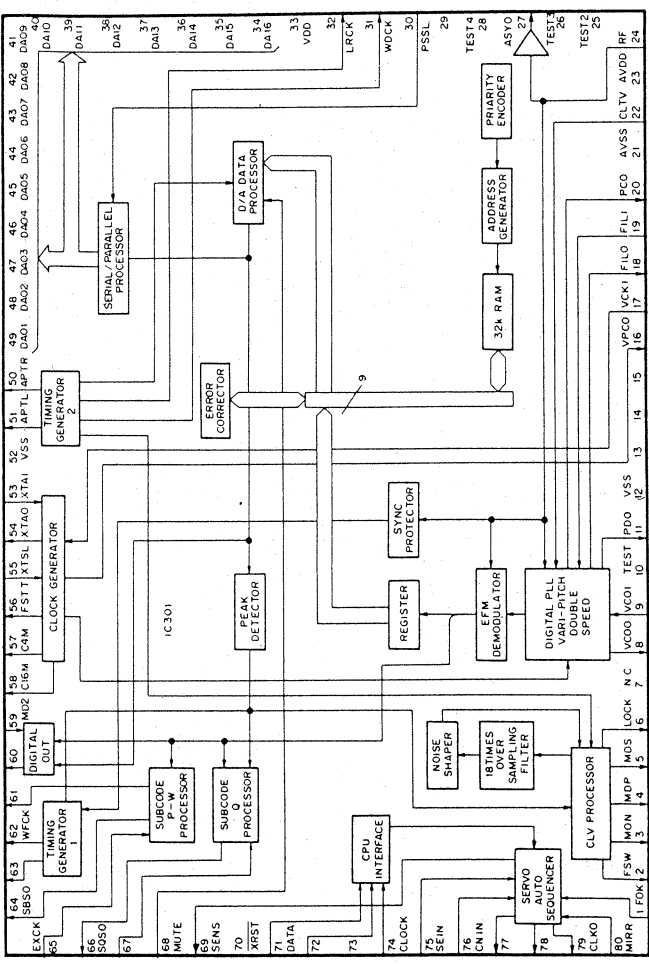 41 DA09
40 DA10
39 DA11
38 DA12
37 DA13
36 DA14
35 DA15
34 DA16
33 VDD
32 LRCK
31 WDCK
30 PSSL
29
28 TEST4
27 ASYO
26 TEST3
25 TEST2
42 DA08
43 DA07
44 DA06
45 DA05
46 DA04
47 DA03
48 DA02
49 DA01
50 APTR
51 APTL
52 VSS
53 XTAI
54 XTAO
55 XTSL
56 FSTT
57 C4M
58 C16M
59 MD2
60
61
62 WFCK
63
64 SBSO
24 RF
23 AVDD
22 CLTV
21 AVSS
20 PCO
19 FILI
18 FILO
17 VCKI
16 VPCO
15
14
13
12 VSS
11 PDO
10 TEST
9 VCOI
8 VCOO
7 NC
6 LOCK
5 MDS
4 MDP
3 MON
2 FSW
1 FOK
EXCK
65
66 SQSO
67
68 MUTE
69 SENS
70 XRST
71 DATA
72
73
74 CLOCK
75 SEIN
76 CNIN
77
78
79 CLKO
80 MIRR
SERIAL/PARALLEL
PROCESSOR
D/A DATA
PROCESSOR
PRIARITY
ENCODER
ADDRESS
GENERATOR
32k RAM
TIMING
GENERATOR
2
ERROR
CORRECTOR
9
CLOCK GENERATOR
IC301
PEAK
DETECTOR
SYNC
PROTECTOR
REGISTER
EFM
DEMODULATOR
DIGITAL PLL
VARI-PITCH
DOUBLE
SPEED
DIGITAL
OUT
TIMING
GENERATOR
1
SUBCODE
P-W
PROCESSOR
SUBCODE
Q
PROCESSOR
NOISE
SHAPER
18TIMES
OVER
SAMPLING
FILTER
CLV PROCESSOR
CPU
INTERFACE
SERVO
AUTO
SEQUENCER